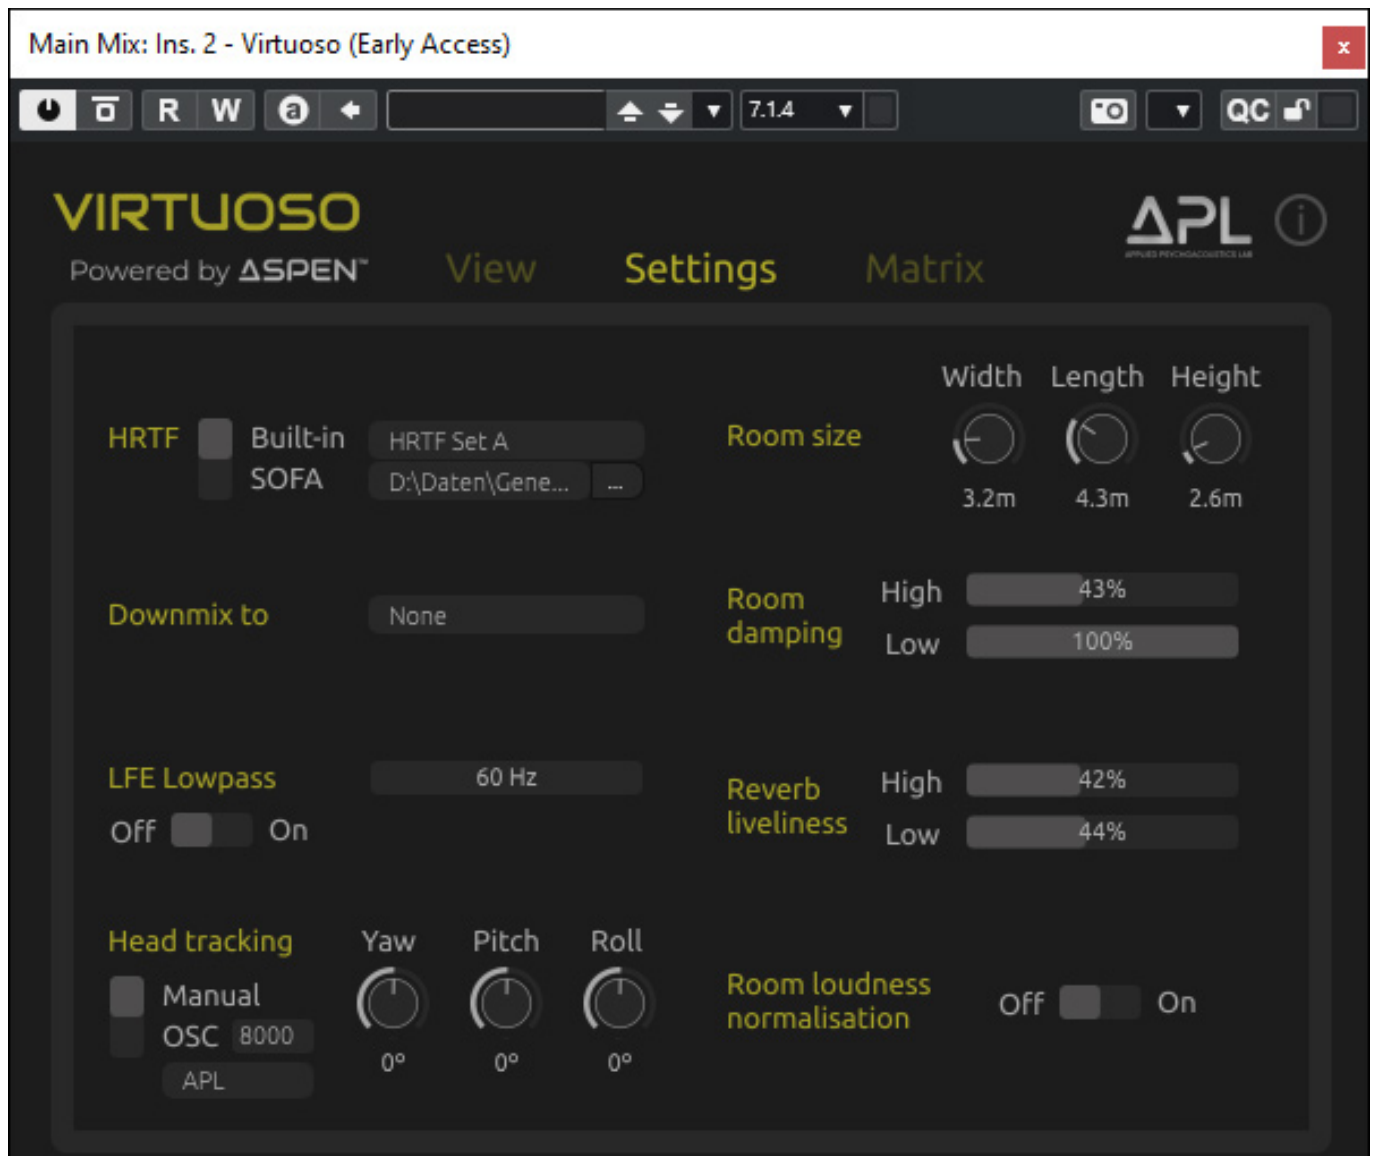 Main Mix: Ins. 2 - Virtuoso (Early Access)
x
R W a 7.1.4 QC
VIRTUOSO
Powered by ASPEN™
View Settings Matrix
APL
APPLIED PSYCHOACOUSTICS LAB
i
HRTF
Built-in HRTF Set A
SOFA D:\Daten\Gene... ...
Downmix to None
LFE Lowpass 60 Hz
Off On
Head tracking
Manual
OSC 8000
APL
Yaw Pitch Roll
0° 0° 0°
Room size
Width Length Height
3.2m 4.3m 2.6m
Room
damping
High 43%
Low 100%
Reverb
liveliness
High 42%
Low 44%
Room loudness
normalisation
Off On